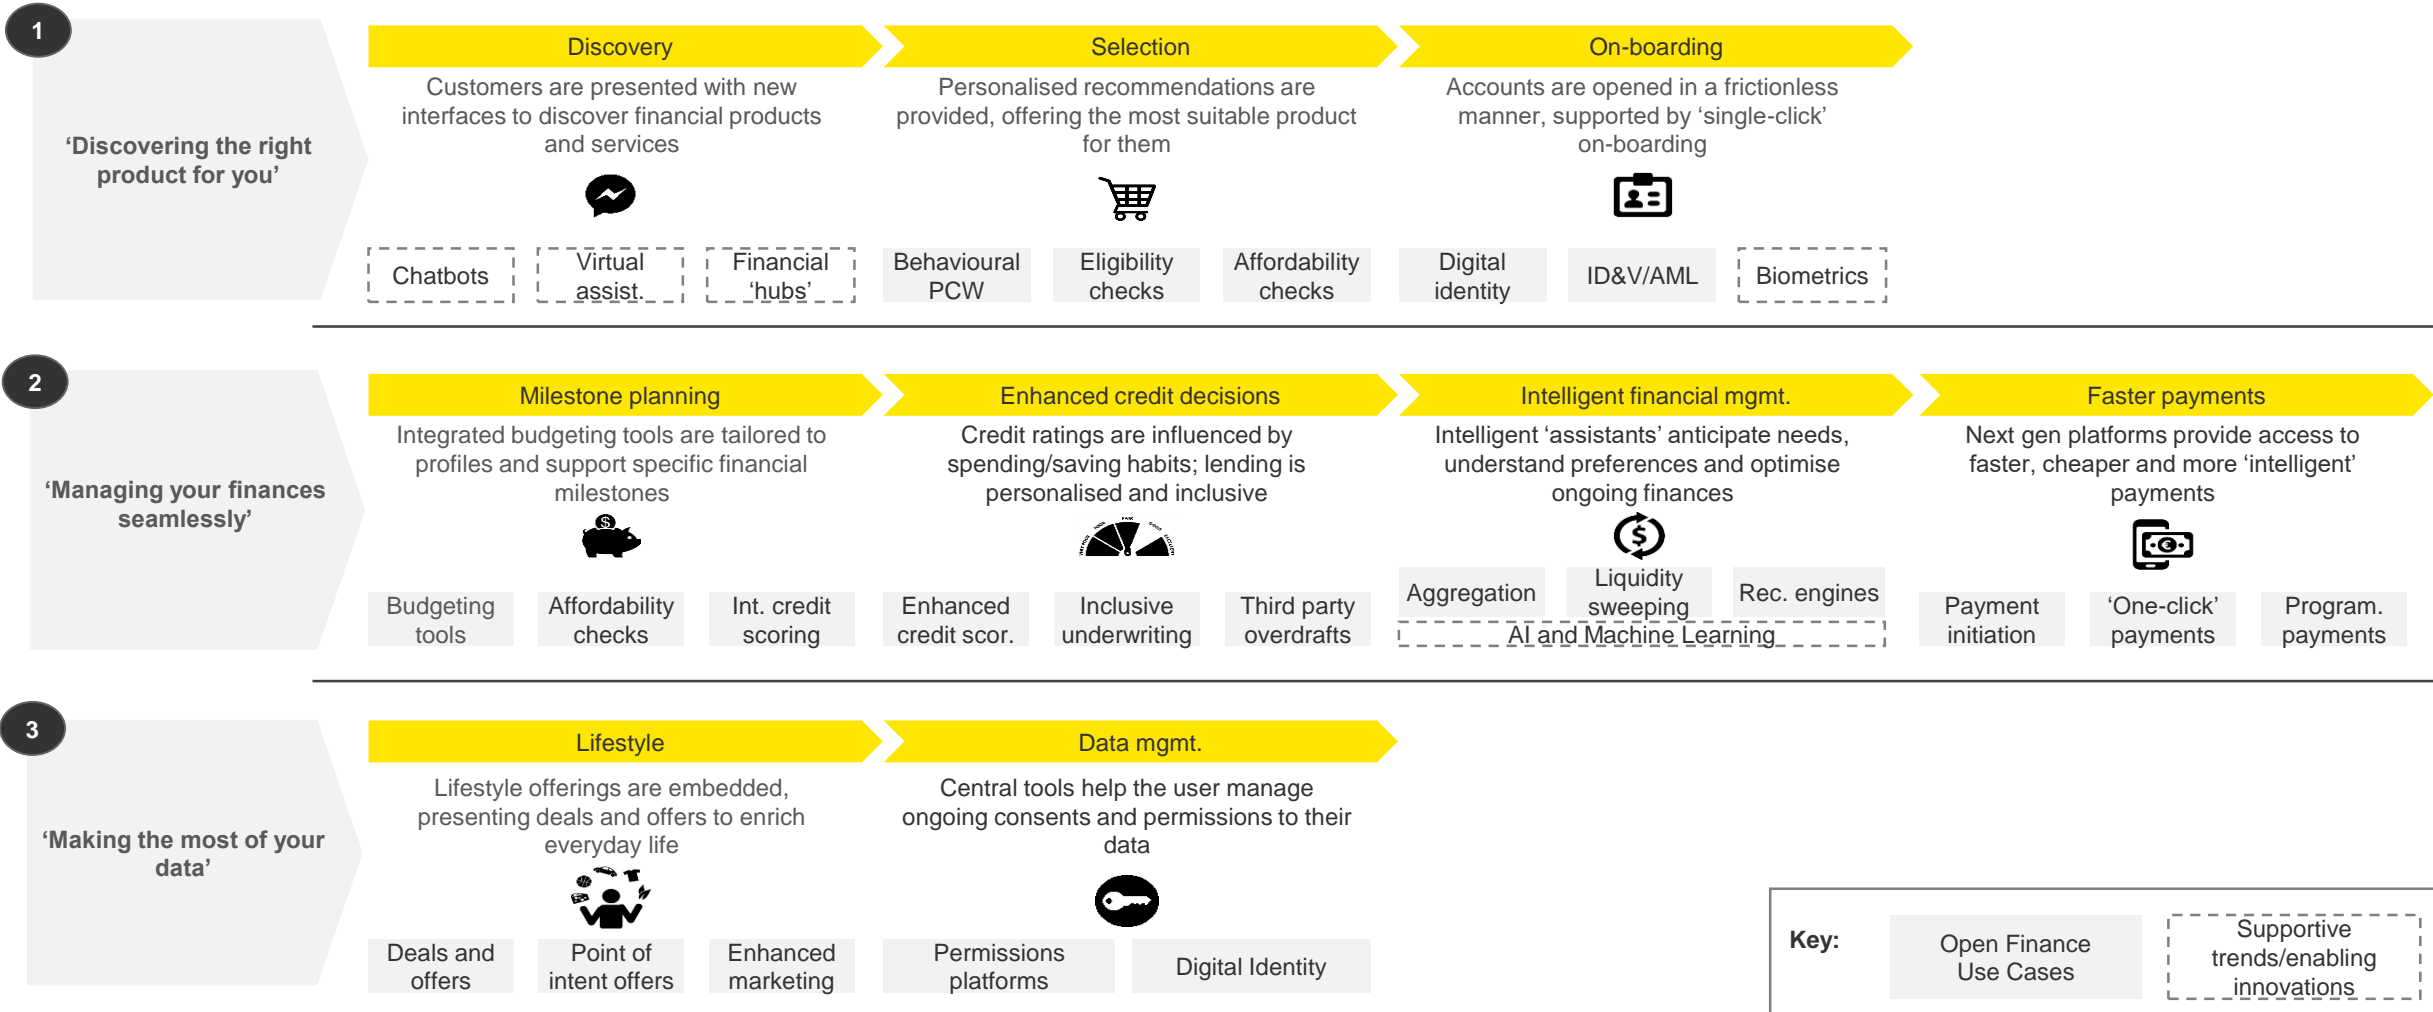 1
Discovery
Selection
On-boarding
‘Discovering the right
product for you’
Customers are presented with new
interfaces to discover financial products
and services
Personalised recommendations are
provided, offering the most suitable product
for them
Accounts are opened in a frictionless
manner, supported by ‘single-click’
on-boarding
Chatbots
Virtual
assist.
Financial
‘hubs’
Behavioural
PCW
Eligibility
checks
Affordability
checks
Digital
identity
ID&V/AML
Biometrics
2
Milestone planning
Enhanced credit decisions
Intelligent financial mgmt.
Faster payments
‘Managing your finances
seamlessly’
Integrated budgeting tools are tailored to
profiles and support specific financial
milestones
Credit ratings are influenced by
spending/saving habits; lending is
personalised and inclusive
Intelligent ‘assistants’ anticipate needs,
understand preferences and optimise
ongoing finances
Next gen platforms provide access to
faster, cheaper and more ‘intelligent’
payments
Budgeting
tools
Affordability
checks
Int. credit
scoring
Enhanced
credit scor.
Inclusive
underwriting
Third party
overdrafts
Aggregation
Liquidity
sweeping
Rec. engines
AI and Machine Learning
Payment
initiation
‘One-click’
payments
Program.
payments
3
Lifestyle
Data mgmt.
‘Making the most of your
data’
Lifestyle offerings are embedded,
presenting deals and offers to enrich
everyday life
Central tools help the user manage
ongoing consents and permissions to their
data
Deals and
offers
Point of
intent offers
Enhanced
marketing
Permissions
platforms
Digital Identity
Key:
Open Finance
Use Cases
Supportive
trends/enabling
innovations